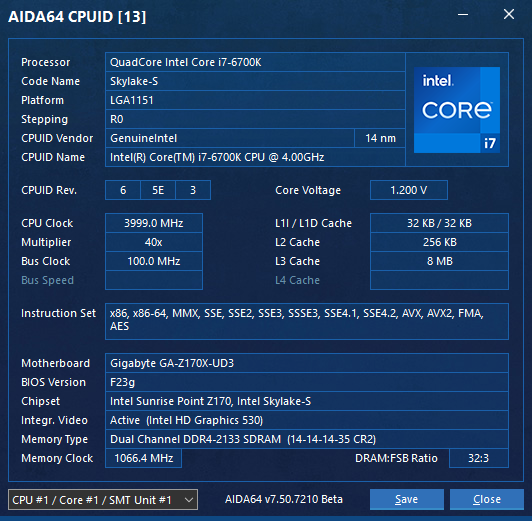 AIDA64 CPUID [13]
Processor QuadCore Intel Core i7-6700K
Code Name Skylake-S
Platform LGA1151
Stepping R0
CPUID Vendor GenuineIntel 14 nm
CPUID Name Intel(R) Core(TM) i7-6700K CPU @ 4.00GHz
intel.
CORE
i7
CPUID Rev. 6 5E 3 Core Voltage 1.200 V
CPU Clock 3999.0 MHz L1I / L1D Cache 32 KB / 32 KB
Multiplier 40x L2 Cache 256 KB
Bus Clock 100.0 MHz L3 Cache 8 MB
Bus Speed L4 Cache
Instruction Set x86, x86-64, MMX, SSE, SSE2, SSE3, SSSE3, SSE4.1, SSE4.2, AVX, AVX2, FMA,
AES
Motherboard Gigabyte GA-Z170X-UD3
BIOS Version F23g
Chipset Intel Sunrise Point Z170, Intel Skylake-S
Integr. Video Active (Intel HD Graphics 530)
Memory Type Dual Channel DDR4-2133 SDRAM (14-14-14-35 CR2)
Memory Clock 1066.4 MHz DRAM:FSB Ratio 32:3
CPU #1 / Core #1 / SMT Unit #1 AIDA64 v7.50.7210 Beta Save Close